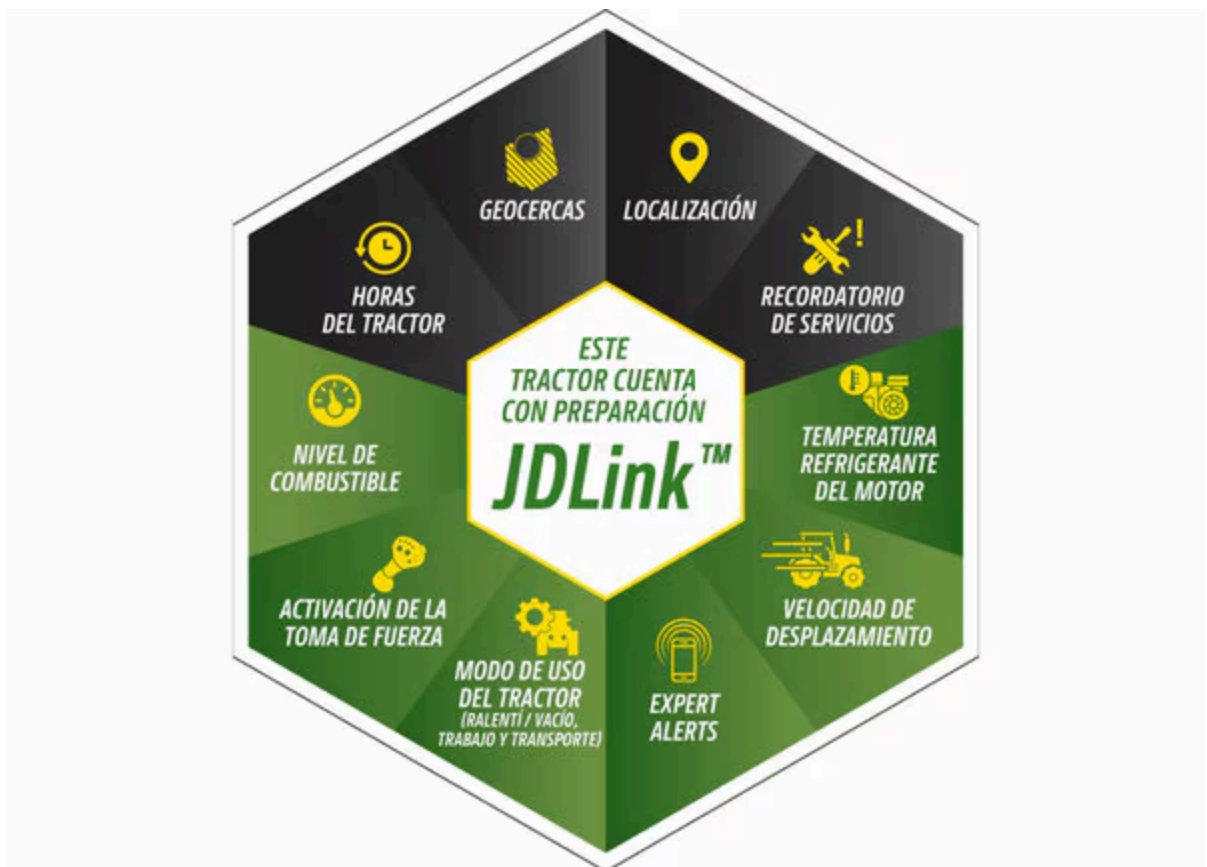 GEOCERCAS
LOCALIZACIÓN
HORAS
DEL TRACTOR
RECORDATORIO
DE SERVICIOS
ESTE
TRACTOR CUENTA
CON PREPARACIÓN
JDLink™
NIVEL DE
COMBUSTIBLE
TEMPERATURA
REFRIGERANTE
DEL MOTOR
ACTIVACIÓN DE LA
TOMA DE FUERZA
VELOCIDAD DE
DESPLAZAMIENTO
MODO DE USO
DEL TRACTOR
(RALENTÍ / VACÍO,
TRABAJO Y TRANSPORTE)
EXPERT
ALERTS